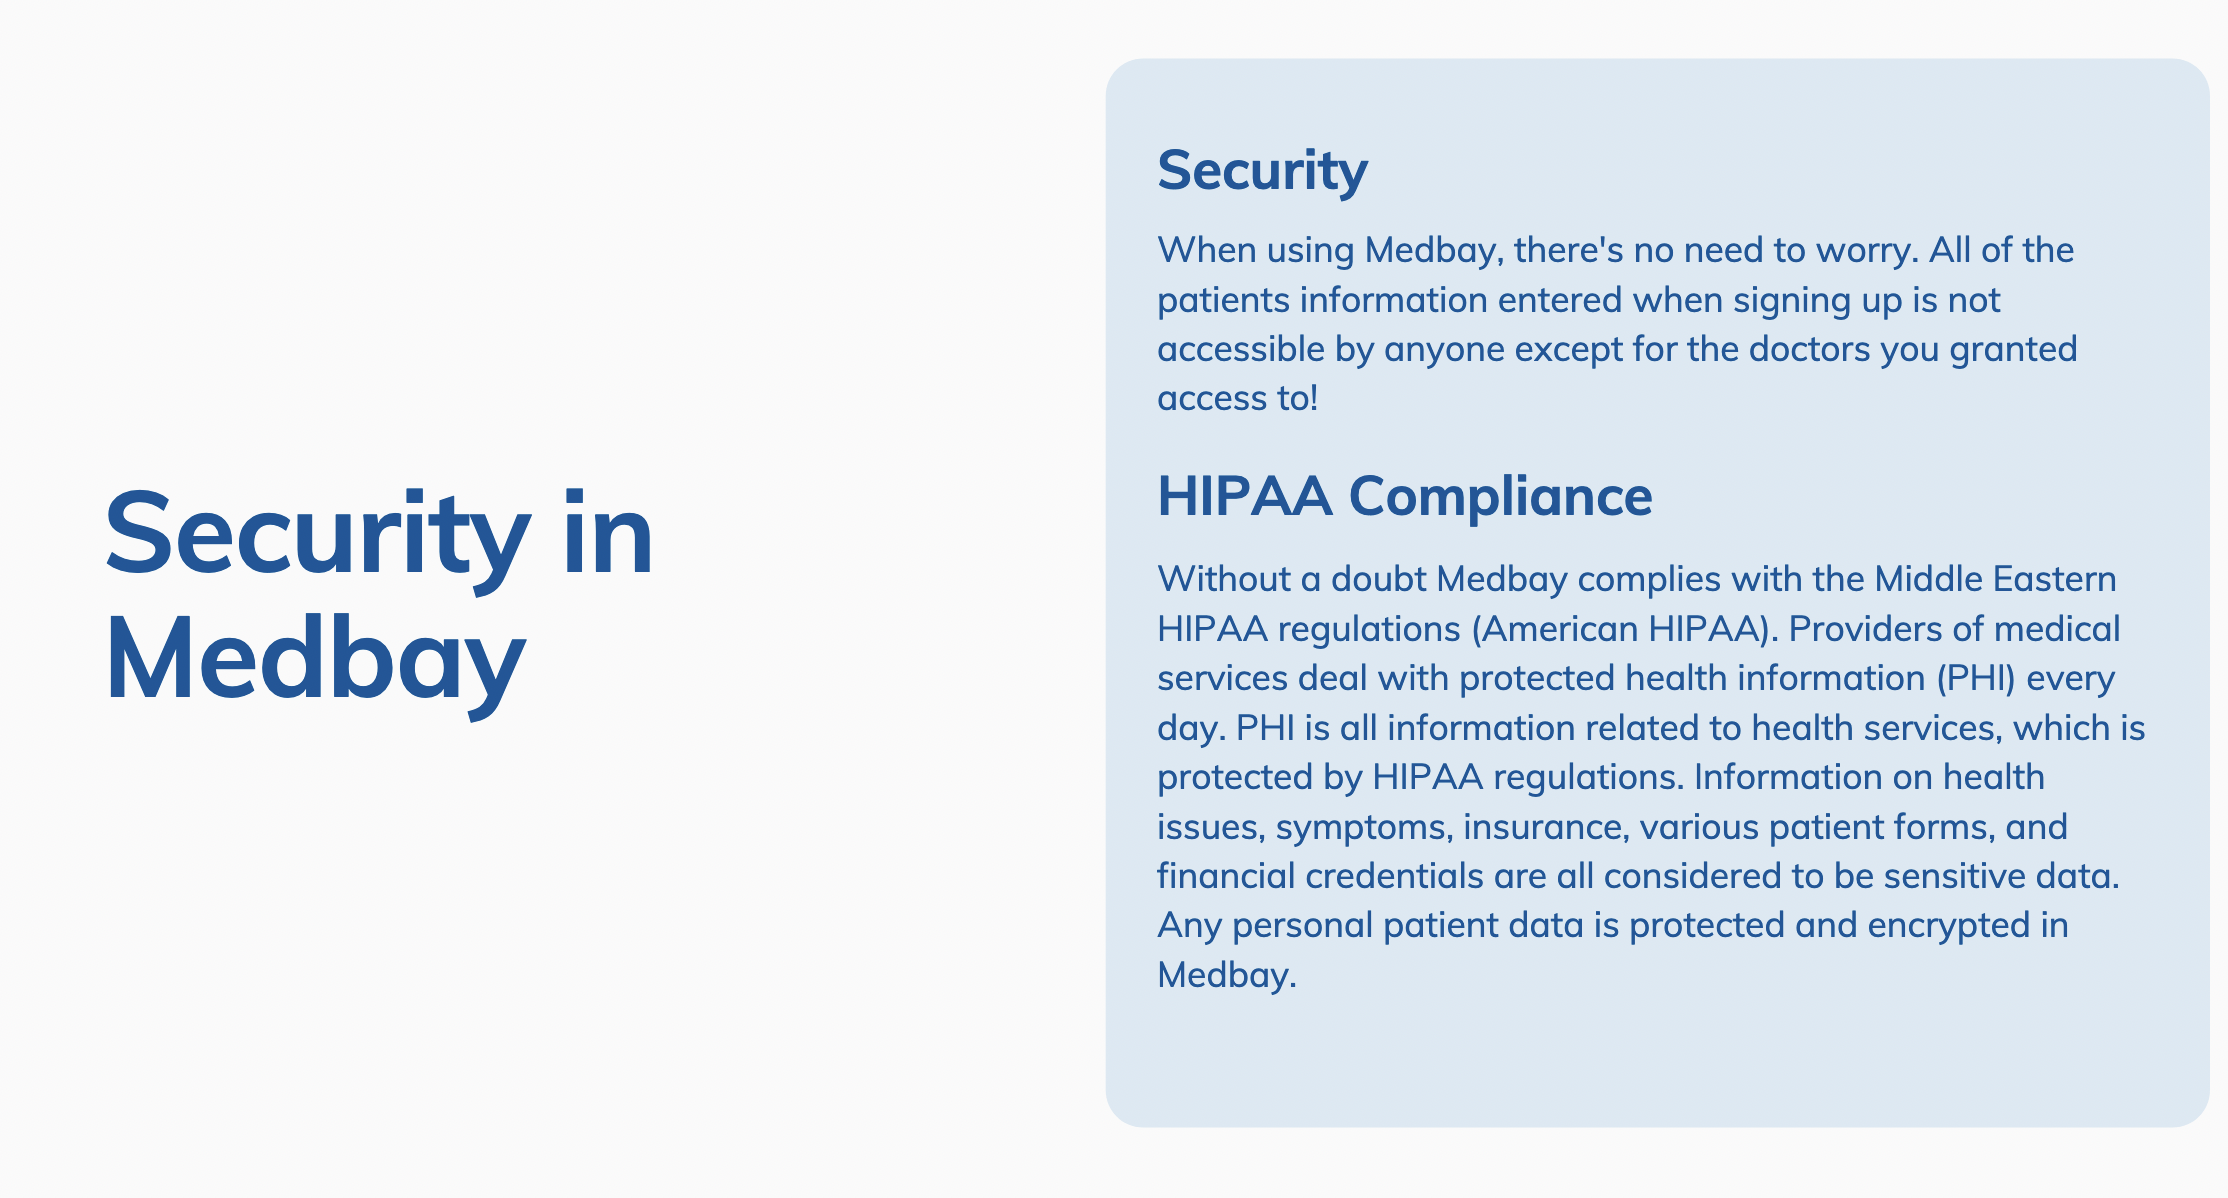 Security in
Medbay
Security
When using Medbay, there's no need to worry. All of the
patients information entered when signing up is not
accessible by anyone except for the doctors you granted
access to!
HIPAA Compliance
Without a doubt Medbay complies with the Middle Eastern
HIPAA regulations (American HIPAA). Providers of medical
services deal with protected health information (PHI) every
day. PHI is all information related to health services, which is
protected by HIPAA regulations. Information on health
issues, symptoms, insurance, various patient forms, and
financial credentials are all considered to be sensitive data.
Any personal patient data is protected and encrypted in
Medbay.